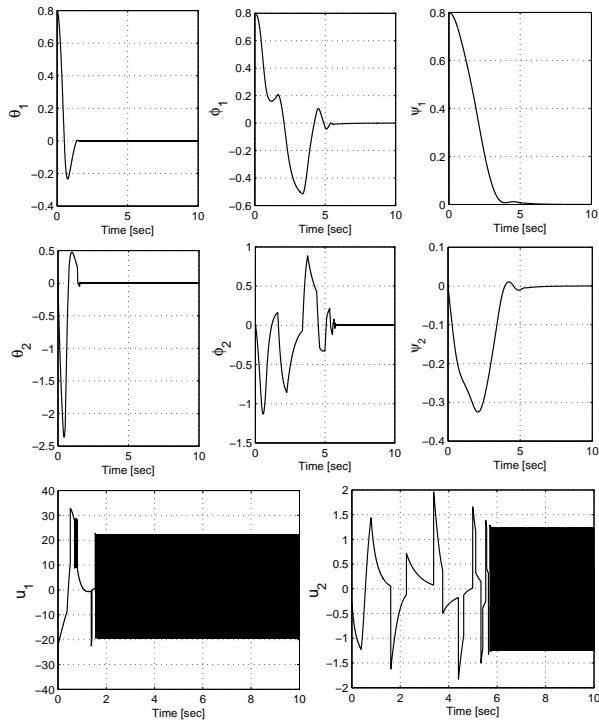 0.8 0.8 0.8
0.6 0.6
0.6
0.4 0.4
0.2 0.2
θ1 ϕ1 ψ1 0.4
0 0
−0.2 0.2
−0.2 −0.4
−0.4 −0.6 0
0 5 10 0 5 10 0 5 10
Time [sec] Time [sec] Time [sec]
0.5 1 0.1
0 0.5 0
−0.5
0 −0.1
θ2 −1 ϕ2 ψ2
−0.5 −0.2
−1.5
−2 −1 −0.3
−2.5 −1.5 −0.4
0 5 10 0 5 10 0 5 10
Time [sec] Time [sec] Time [sec]
40 2
30 1.5
20 1
10 0.5
u1 0 u2 0
−10 −0.5
−20 −1
−30 −1.5
−40 −2
0 2 4 6 8 10 0 2 4 6 8 10
Time [sec] Time [sec]